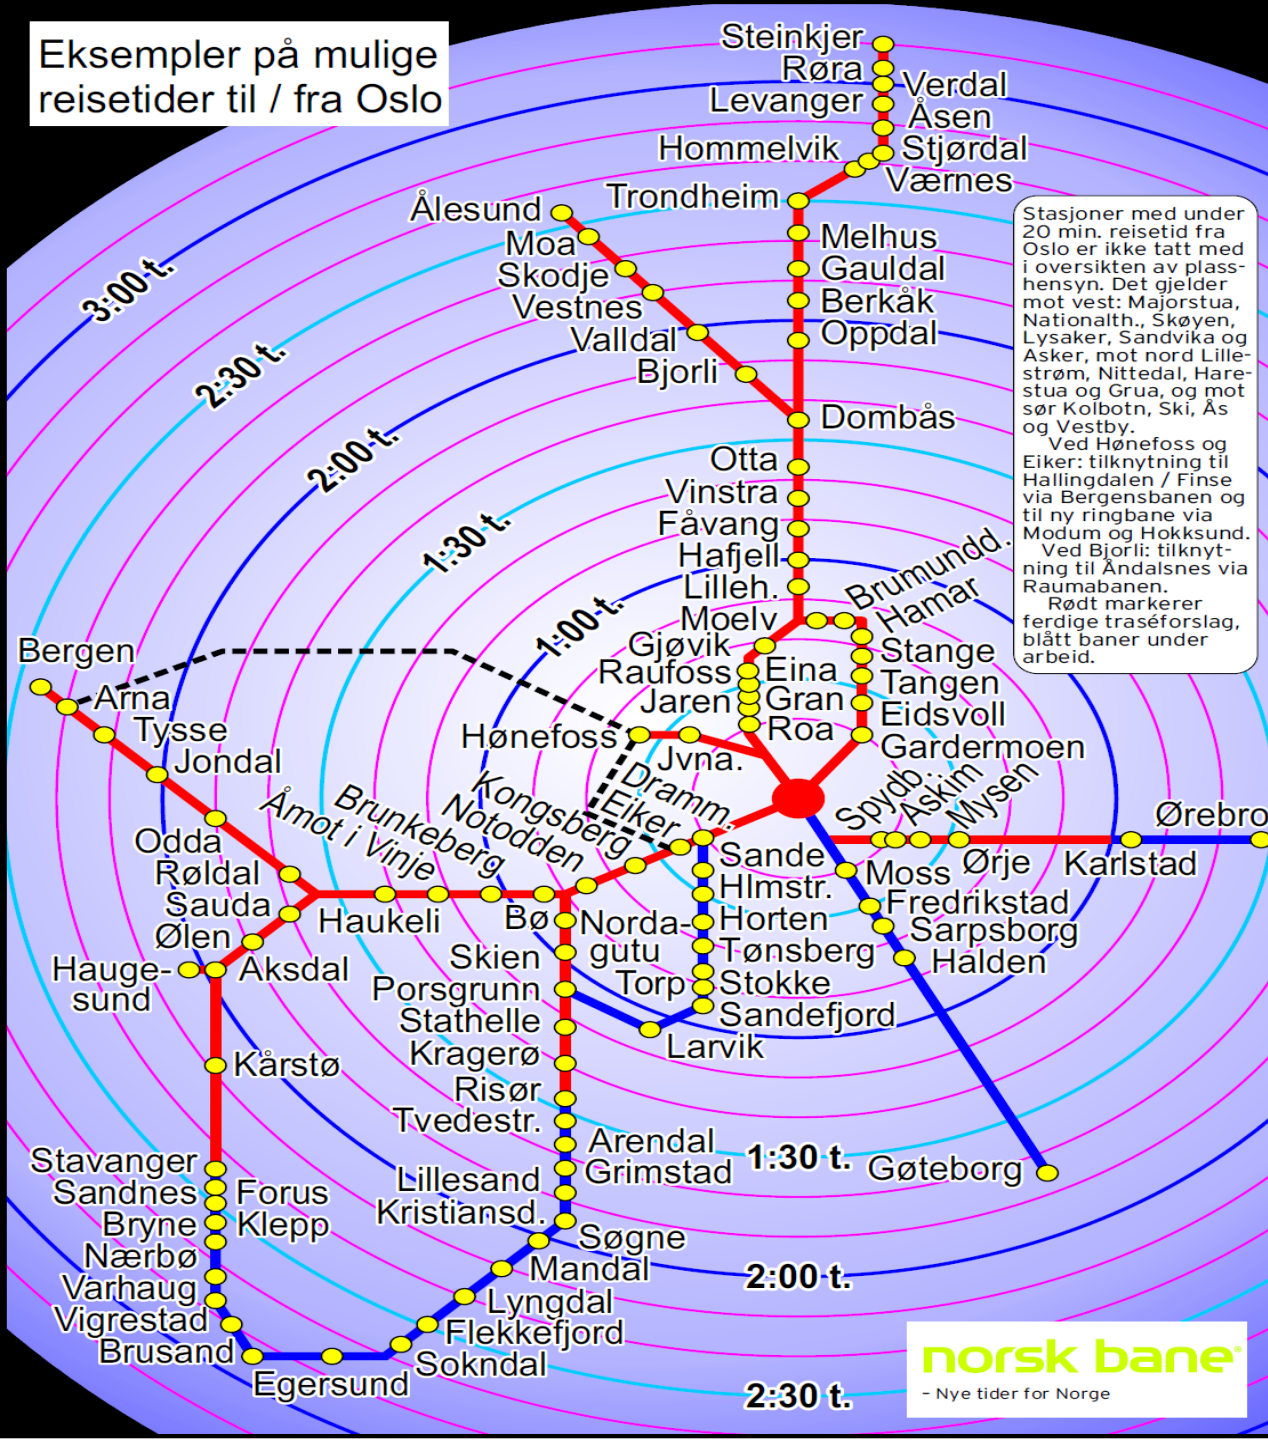 Eksempler på mulige
reisetider til / fra Oslo
Steinkjer
Røra
Verdal
Levanger
Åsen
Hommelvik
Stjørdal
Værnes
Trondheim
Ålesund
Moa
Skodje
Vestnes
Valldal
Bjorli
Melhus
Gauldal
Berkåk
Oppdal
Dombås
Otta
Vinstra
Fåvang
Hafjell
Lilleh.
Moelv
Brumundd.
Hamar
Gjøvik
Raufoss
Eina
Jaren
Gran
Roa
Stange
Tangen
Eidsvoll
Gardermoen
3:00 t.
2:30 t.
2:00 t.
1:30 t.
1:00 t.
Stasjoner med under
20 min. reisetid fra
Oslo er ikke tatt med
i oversikten av plass-
hensyn. Det gjelder
mot vest: Majorstua,
Nationalth., Skøyen,
Lysaker, Sandvika og
Asker, mot nord Lille-
strøm, Nittedal, Hare-
stua og Grua, og mot
sør Kolbotn, Ski, Ås
og Vestby.
Ved Hønefoss og
Eiker: tilknytning til
Hallingdalen / Finse
via Bergensbanen og
til ny ringbane via
Modum og Hokksund.
Ved Bjorli: tilknyt-
ning til Åndalsnes via
Raumabanen.
Rødt markerer
ferdige traséforslag,
blått baner under
arbeid.
Bergen
Arna
Tysse
Jondal
Hønefoss
Jvna.
Odda
Røldal
Sauda
Ølen
Hauge-
sund
Aksdal
Åmot i Vinje
Brunkeberg
Notodden
Kongsberg
Eiker
Dramm.
Haukeli
Bø
Norda-
gutu
Spydb.
Askim
Mysen
Ørje
Karlstad
Ørebro
Sande
Hlmstr.
Horten
Tønsberg
Torp
Stokke
Sandefjord
Larvik
Moss
Fredrikstad
Sarpsborg
Halden
Gøteborg
Skien
Porsgrunn
Stathelle
Kragerø
Risør
Tvedestr.
Arendal
Grimstad
Lillesand
Kristiansd.
Søgne
Mandal
Lyngdal
Flekkefjord
Sokndal
Kårstø
Stavanger
Sandnes
Forus
Bryne
Klepp
Nærbø
Varhaug
Vigrestad
Brusand
Egersund
1:30 t.
2:00 t.
2:30 t.
norsk bane®
- Nye tider for Norge